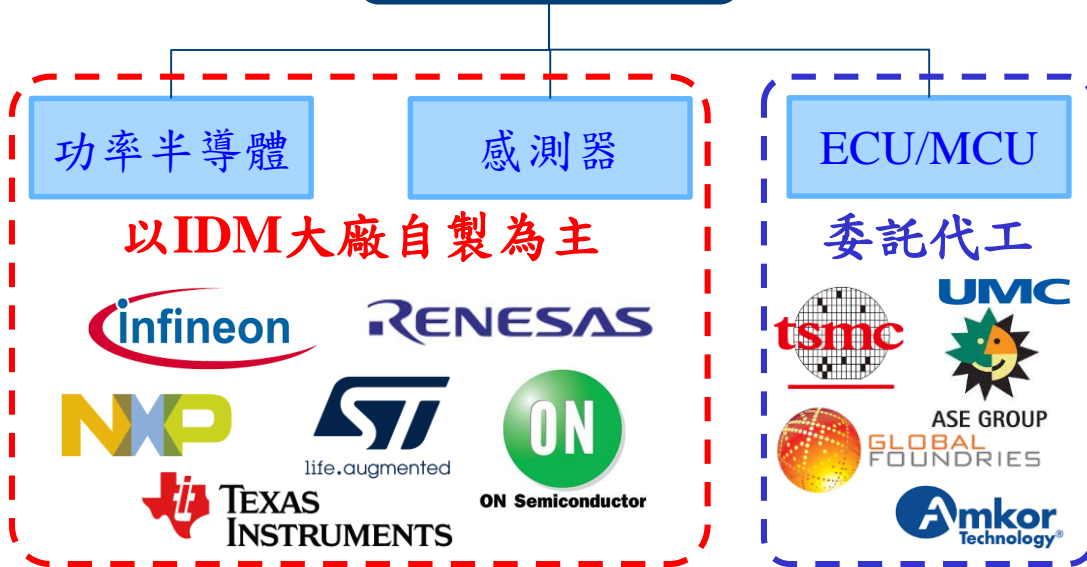 功率半導體
感測器
ECU/MCU
以IDM大廠自製為主
委託代工
infineon
RENESAS
NXP
ST
life.augmented
ON
ON Semiconductor
TEXAS
INSTRUMENTS
UMC
tsmc
ASE GROUP
GLOBAL
FOUNDRIES
Amkor
Technology®